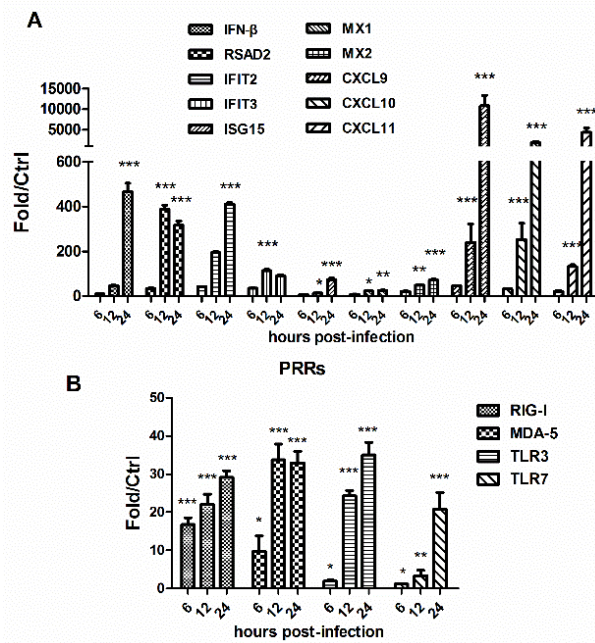 A
IFN-β
RSAD2
IFIT2
IFIT3
ISG15
MX1
MX2
CXCL9
CXCL10
CXCL11
Fold/Ctrl
15000
10000
5000
600
400
200
0
***
***
***
***
***
*
***
*
**
**
***
***
***
***
***
***
***
6 12 24 6 12 24 6 12 24 6 12 24 6 12 24 6 12 24 6 12 24 6 12 24 6 12 24 6 12 24
hours post-infection
PRRs
B
RIG-I
MDA-5
TLR3
TLR7
Fold/Ctrl
50
40
30
20
10
0
***
***
***
*
***
***
*
***
***
*
**
***
6 12 24 6 12 24 6 12 24 6 12 24
hours post-infection